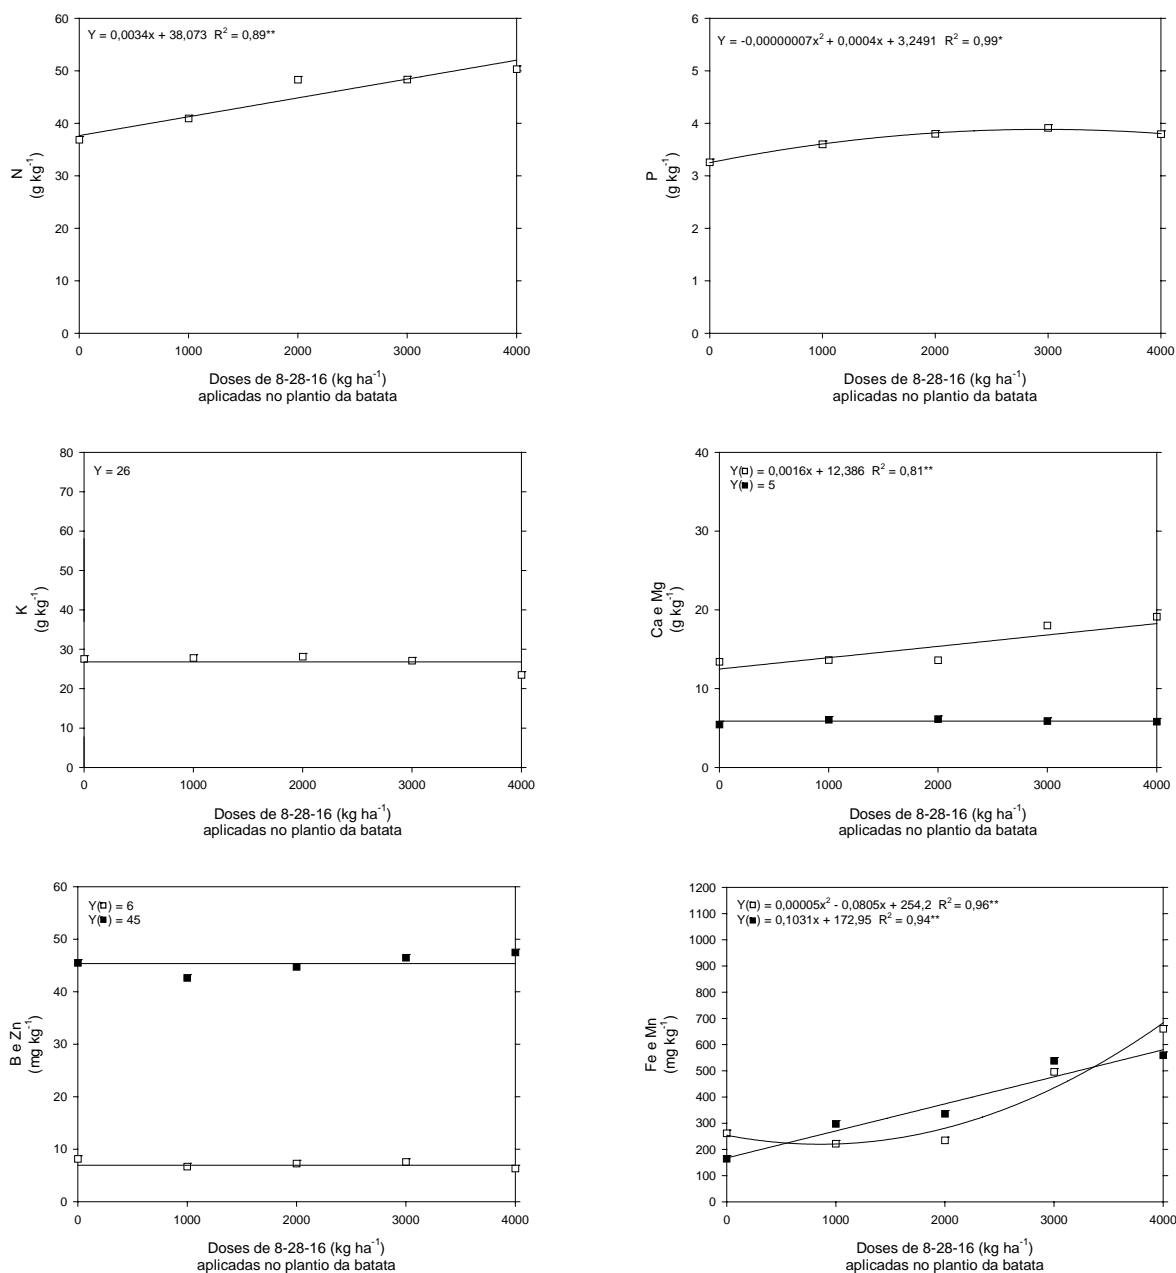 Y = 0,0034x + 38,073 R² = 0,89**
60
50
40
30
20
10
0
N
(g kg⁻¹)
0 1000 2000 3000 4000
Doses de 8-28-16 (kg ha⁻¹)
aplicadas no plantio da batata
Y = -0,00000007x² + 0,0004x + 3,2491 R² = 0,99*
6
5
4
3
2
1
0
P
(g kg⁻¹)
0 1000 2000 3000 4000
Doses de 8-28-16 (kg ha⁻¹)
aplicadas no plantio da batata
Y = 26
80
70
60
50
40
30
20
10
0
K
(g kg⁻¹)
0 1000 2000 3000 4000
Doses de 8-28-16 (kg ha⁻¹)
aplicadas no plantio da batata
Y(□) = 0,0016x + 12,386 R² = 0,81**
Y(■) = 5
40
30
20
10
0
Ca e Mg
(g kg⁻¹)
0 1000 2000 3000 4000
Doses de 8-28-16 (kg ha⁻¹)
aplicadas no plantio da batata
Y(□) = 6
Y(■) = 45
60
50
40
30
20
10
0
B e Zn
(mg kg⁻¹)
0 1000 2000 3000 4000
Doses de 8-28-16 (kg ha⁻¹)
aplicadas no plantio da batata
Y(□) = 0,00005x² - 0,0805x + 254,2 R² = 0,96**
Y(■) = 0,1031x + 172,95 R² = 0,94**
1200
1100
1000
900
800
700
600
500
400
300
200
100
0
Fe e Mn
(mg kg⁻¹)
0 1000 2000 3000 4000
Doses de 8-28-16 (kg ha⁻¹)
aplicadas no plantio da batata